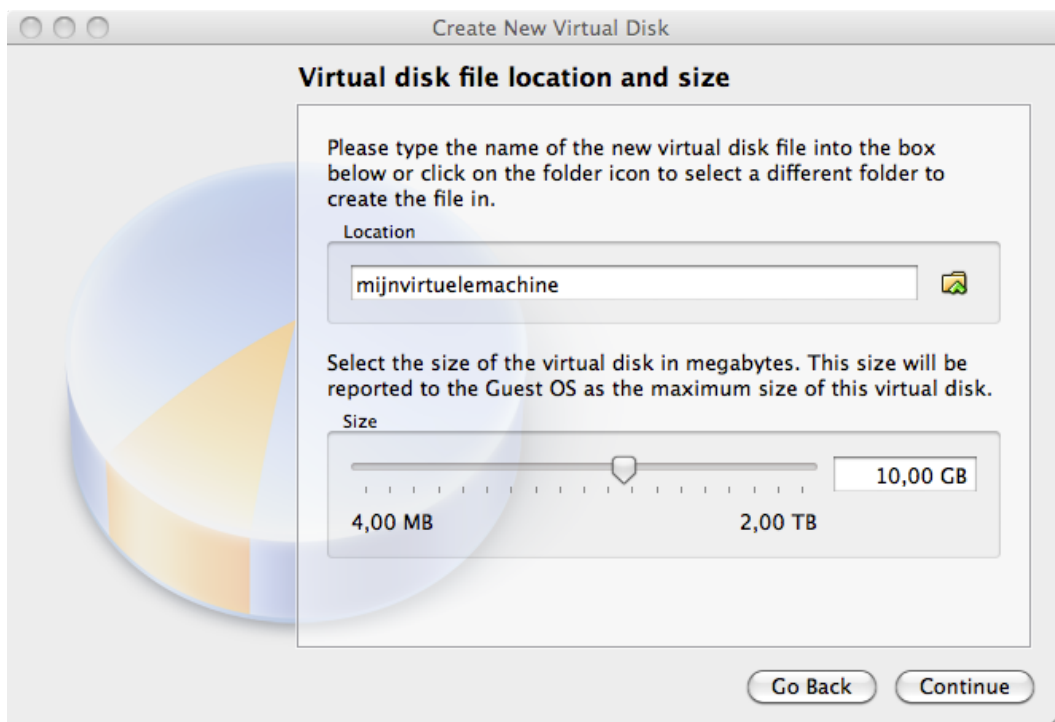 Create New Virtual Disk
Virtual disk file location and size
Please type the name of the new virtual disk file into the box
below or click on the folder icon to select a different folder to
create the file in.
Location
mijnvirtuelemachine
Select the size of the virtual disk in megabytes. This size will be
reported to the Guest OS as the maximum size of this virtual disk.
Size
10,00 GB
4,00 MB 2,00 TB
Go Back Continue